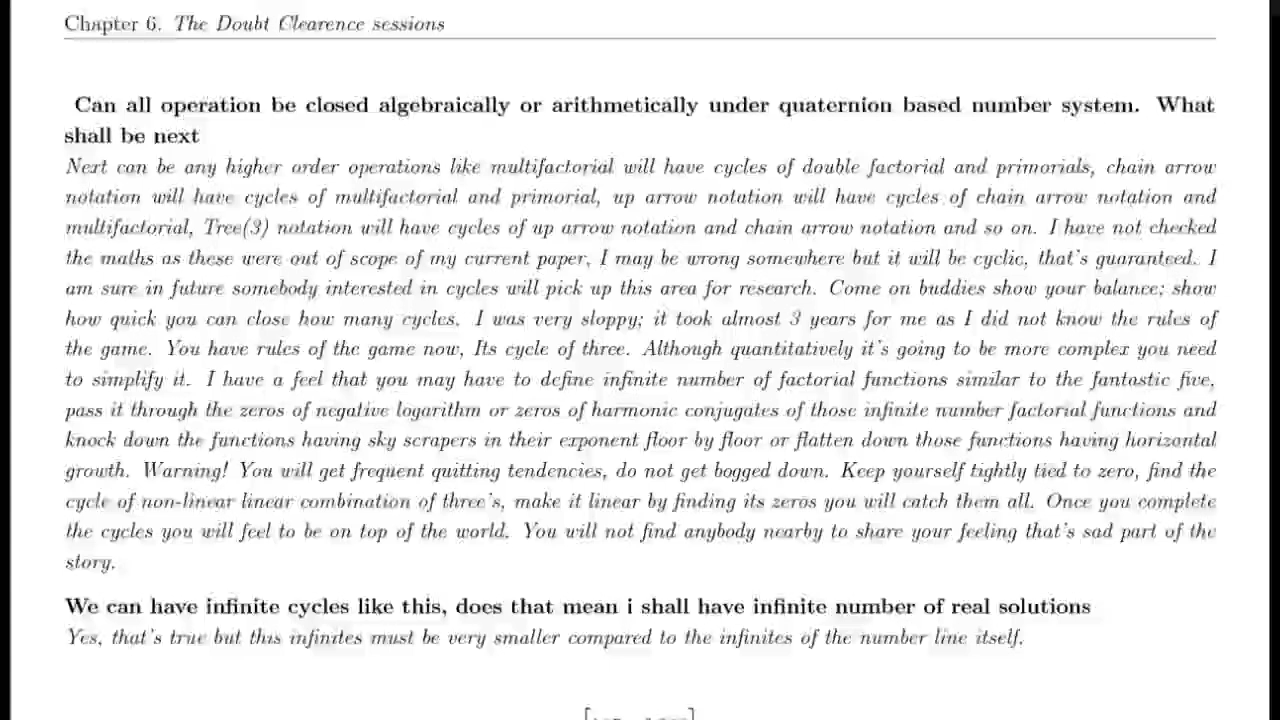 Chapter 6. The Doubt Clearence sessions
Can all operation be closed algebraically or arithmetically under quaternion based number system. What
shall be next
Next can be any higher order operations like multifactorial will have cycles of double factorial and primorials, chain arrow
notation will have cycles of multifactorial and primorial, up arrow notation will have cycles of chain arrow notation and
multifactorial, Tree(3) notation will have cycles of up arrow notation and chain arrow notation and so on. I have not checked
the maths as these were out of scope of my current paper, I may be wrong somewhere but it will be cyclic, that's guaranteed. I
am sure in future somebody interested in cycles will pick up this area for research. Come on buddies show your balance; show
how quick you can close how many cycles. I was very sloppy; it took almost 3 years for me as I did not know the rules of
the game. You have rules of the game now, Its cycle of three. Although quantitatively it's going to be more complex you need
to simplify it. I have a feel that you may have to define infinite number of factorial functions similar to the fantastic five,
pass it through the zeros of negative logarithm or zeros of harmonic conjugates of those infinite number factorial functions and
knock down the functions having sky scrapers in their exponent floor by floor or flatten down those functions having horizontal
growth. Warning! You will get frequent quitting tendencies, do not get bogged down. Keep yourself tightly tied to zero, find the
cycle of non-linear linear combination of three's, make it linear by finding its zeros you will catch them all. Once you complete
the cycles you will feel to be on top of the world. You will not find anybody nearby to share your feeling that's sad part of the
story.
We can have infinite cycles like this, does that mean i shall have infinite number of real solutions
Yes, that's true but this infinites must be very smaller compared to the infinites of the number line itself.